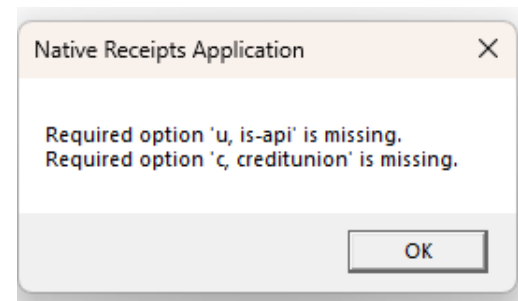 Native Receipts Application
Required option 'u, is-api' is missing.
Required option 'c, creditunion' is missing.
OK